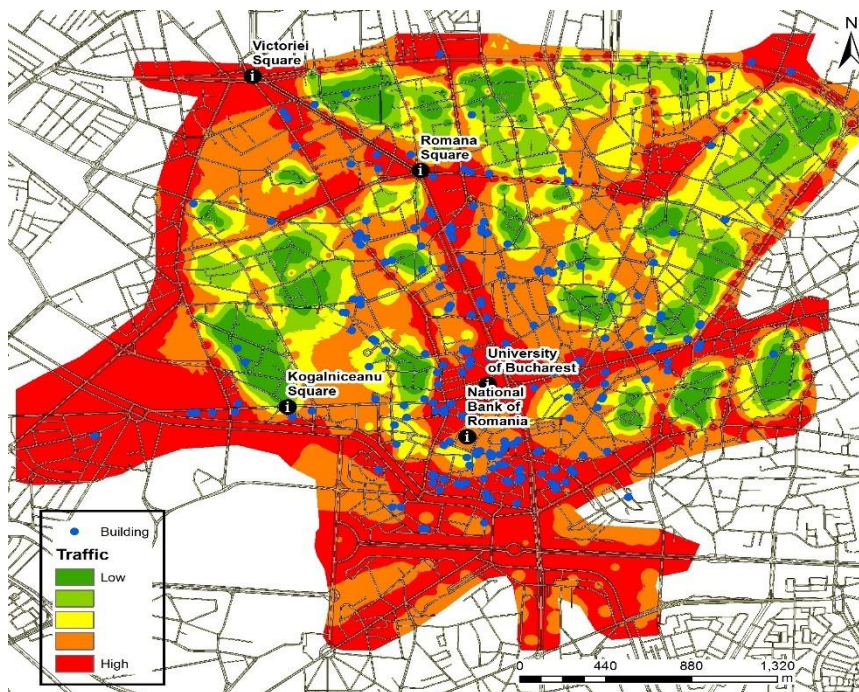 N
Victoriei
Square
i
Romana
Square
i
University
of Bucharest
i
Kogalniceanu
Square
i
National
Bank of
Romania
i
Building
Traffic
Low
High
0 440 880 1,320
m